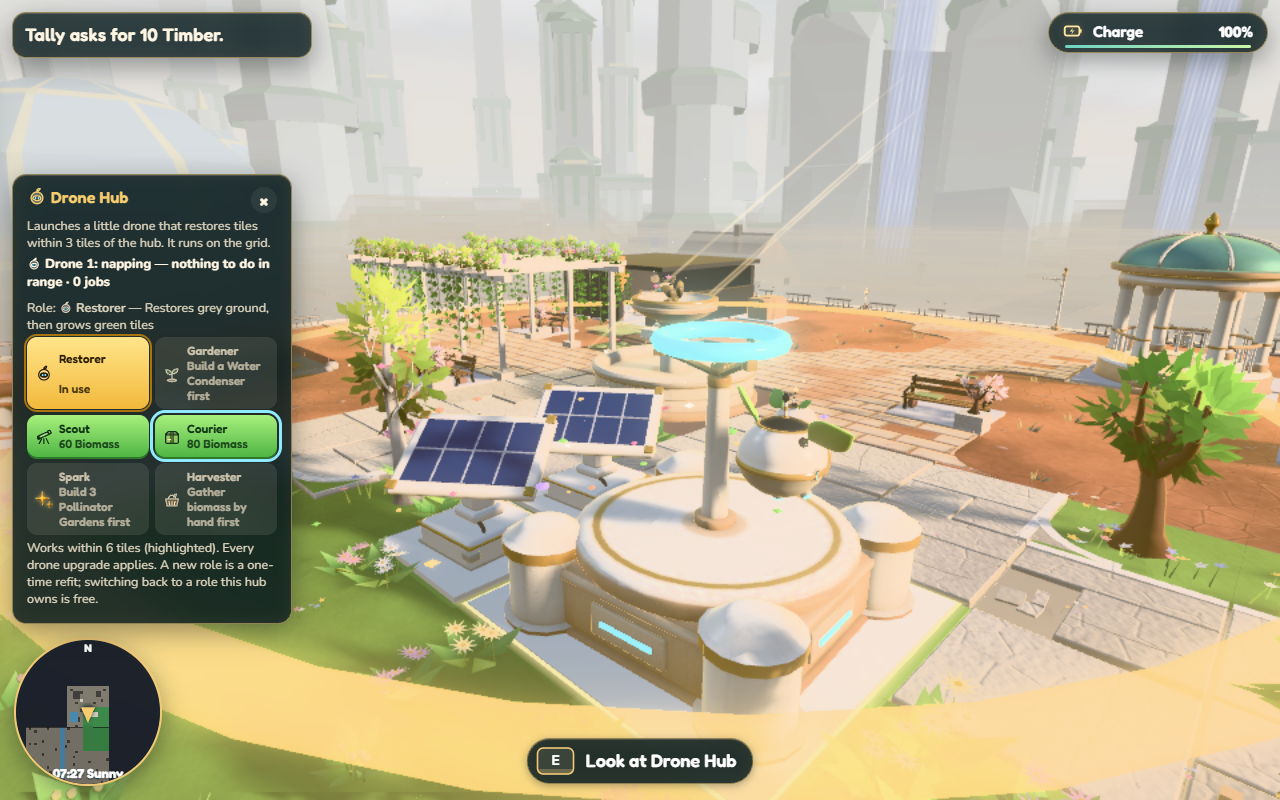 Tally asks for 10 Timber.
Charge 100%
Drone Hub
Launches a little drone that restores tiles
within 3 tiles of the hub. It runs on the grid.
Drone 1: napping — nothing to do in
range · 0 jobs
Role: Restorer — Restores grey ground,
then grows green tiles
Restorer
In use
Gardener
Build a Water
Condenser
first
Scout
60 Biomass
Courier
80 Biomass
Spark
Build 3
Pollinator
Gardens first
Harvester
Gather
biomass by
hand first
Works within 6 tiles (highlighted). Every
drone upgrade applies. A new role is a one-
time refit; switching back to a role this hub
owns is free.
N
07:27 Sunny
E Look at Drone Hub